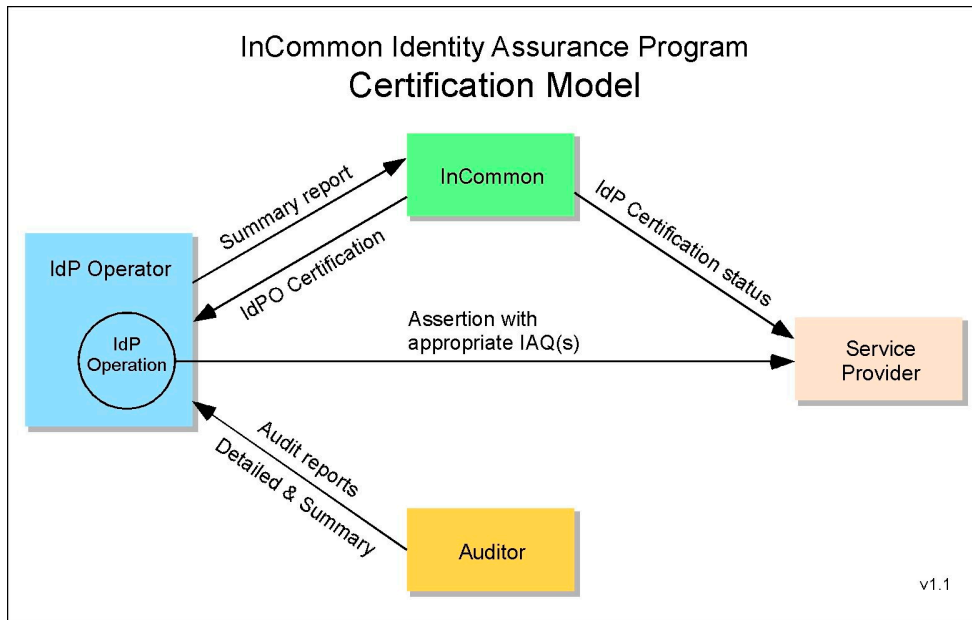 InCommon Identity Assurance Program
Certification Model
InCommon
Summary report
IdPO Certification
IdP Certification status
IdP Operator
IdP
Operation
Assertion with
appropriate IAQ(s)
Service
Provider
Audit reports
Detailed & Summary
Auditor
v1.1